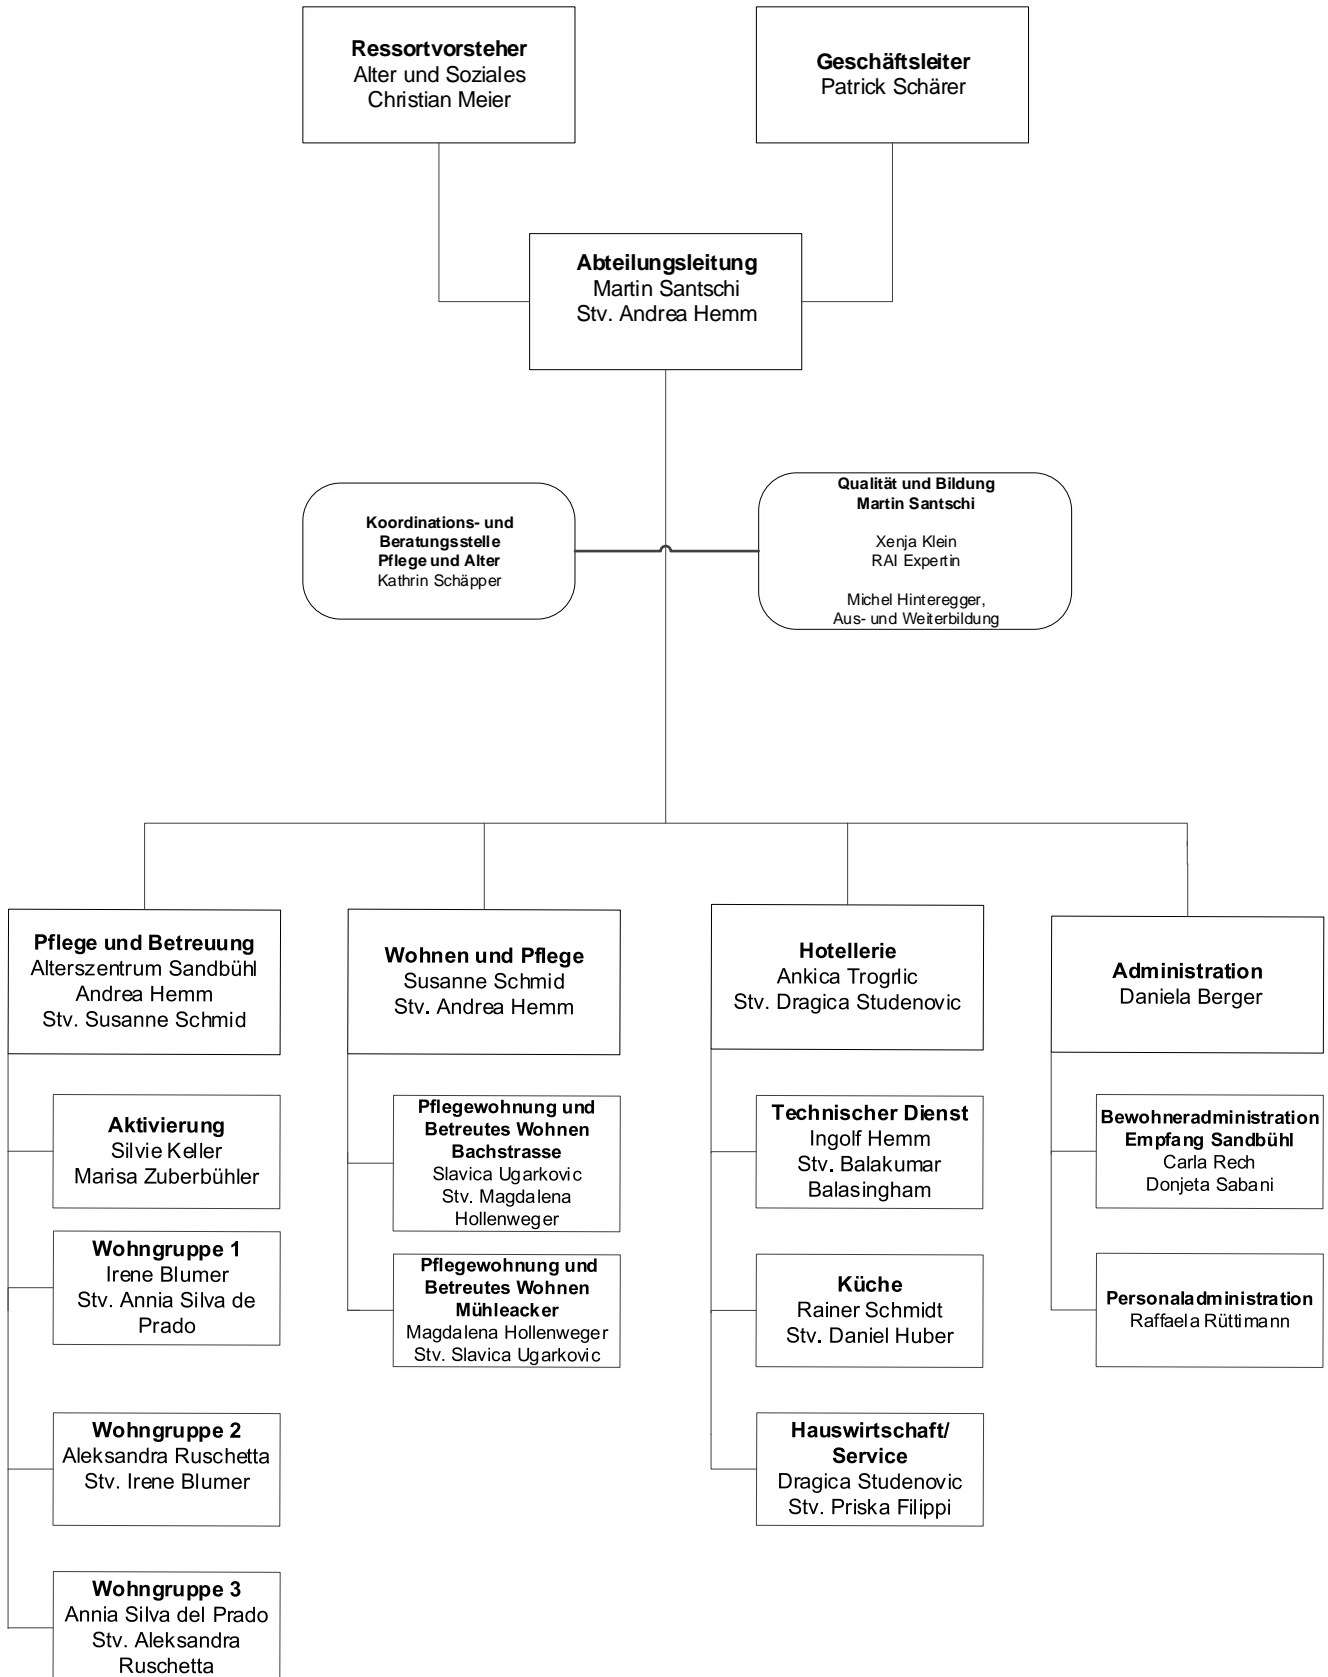 Ressortvorsteher
Alter und Soziales
Christian Meier
Geschäftsleiter
Patrick Schärer
Abteilungsleitung
Martin Santschi
Stv. Andrea Hemm
Koordinations- und
Beratungsstelle
Pflege und Alter
Kathrin Schäpper
Qualität und Bildung
Martin Santschi
Xenja Klein
RAI Expertin
Michel Hinteregger,
Aus- und Weiterbildung
Pflege und Betreuung
Alterszentrum Sandbühl
Andrea Hemm
Stv. Susanne Schmid
Aktivierung
Silvie Keller
Marisa Zuberbühler
Wohngruppe 1
Irene Blumer
Stv. Annia Silva de
Prado
Wohngruppe 2
Aleksandra Ruschetta
Stv. Irene Blumer
Wohngruppe 3
Annia Silva del Prado
Stv. Aleksandra
Ruschetta
Wohnen und Pflege
Susanne Schmid
Stv. Andrea Hemm
Pflegewohnung und
Betreutes Wohnen
Bachstrasse
Slavica Ugarkovic
Stv. Magdalena
Hollenweger
Pflegewohnung und
Betreutes Wohnen
Mühleacker
Magdalena Hollenweger
Stv. Slavica Ugarkovic
Hotellerie
Ankica Trogrlic
Stv. Dragica Studenovic
Technischer Dienst
Ingolf Hemm
Stv. Balakumar
Balasingham
Küche
Rainer Schmidt
Stv. Daniel Huber
Hauswirtschaft/
Service
Dragica Studenovic
Stv. Priska Filippi
Administration
Daniela Berger
Bewohneradministration
Empfang Sandbühl
Carla Rech
Donjeta Sabani
Personaladministration
Raffaela Rüttimann